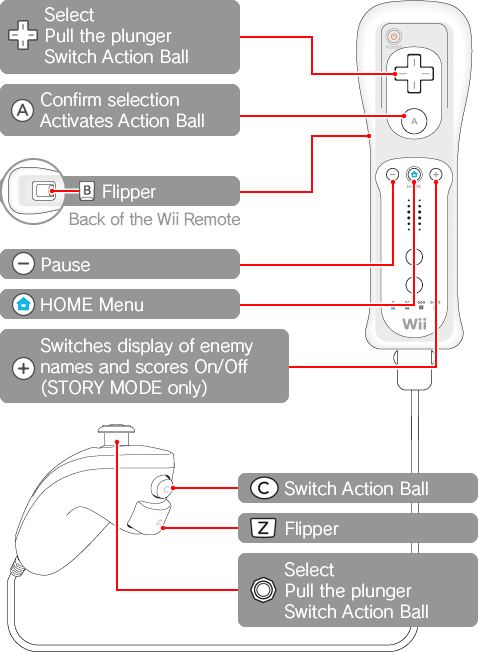 Select
Pull the plunger
Switch Action Ball
POWER
A
Confirm selection
Activates Action Ball
A
B
Flipper
Back of the Wii Remote
Pause
HOME Menu
Switches display of enemy
names and scores On/Off
(STORY MODE only)
Wii
C
C
Switch Action Ball
Z
Z
Flipper
Select
Pull the plunger
Switch Action Ball